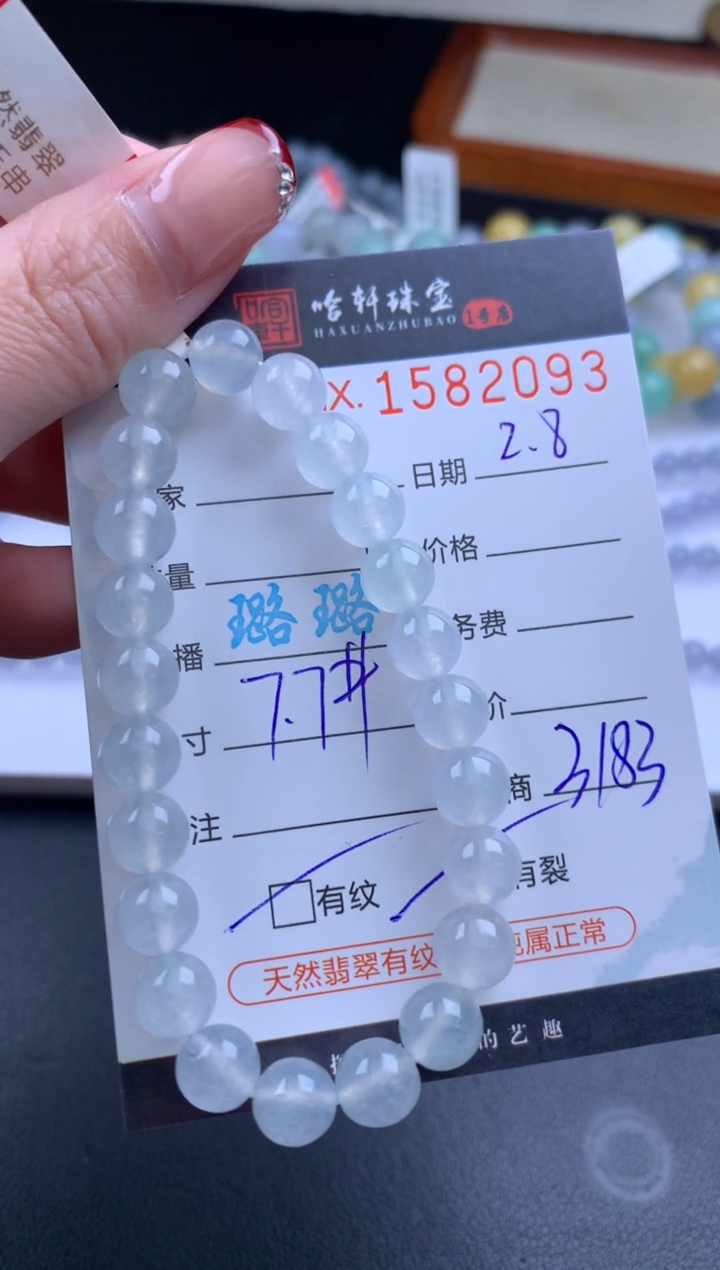 然翡翠
串
哈轩珠宝
HAXUANZHUBAO 1号店
X. 1582093
家
日期 2.8
量
价格
播 璐璐
务费
寸 7.7#
价
商 3183
注
有纹
有裂
天然翡翠有纹 属正常
的艺趣